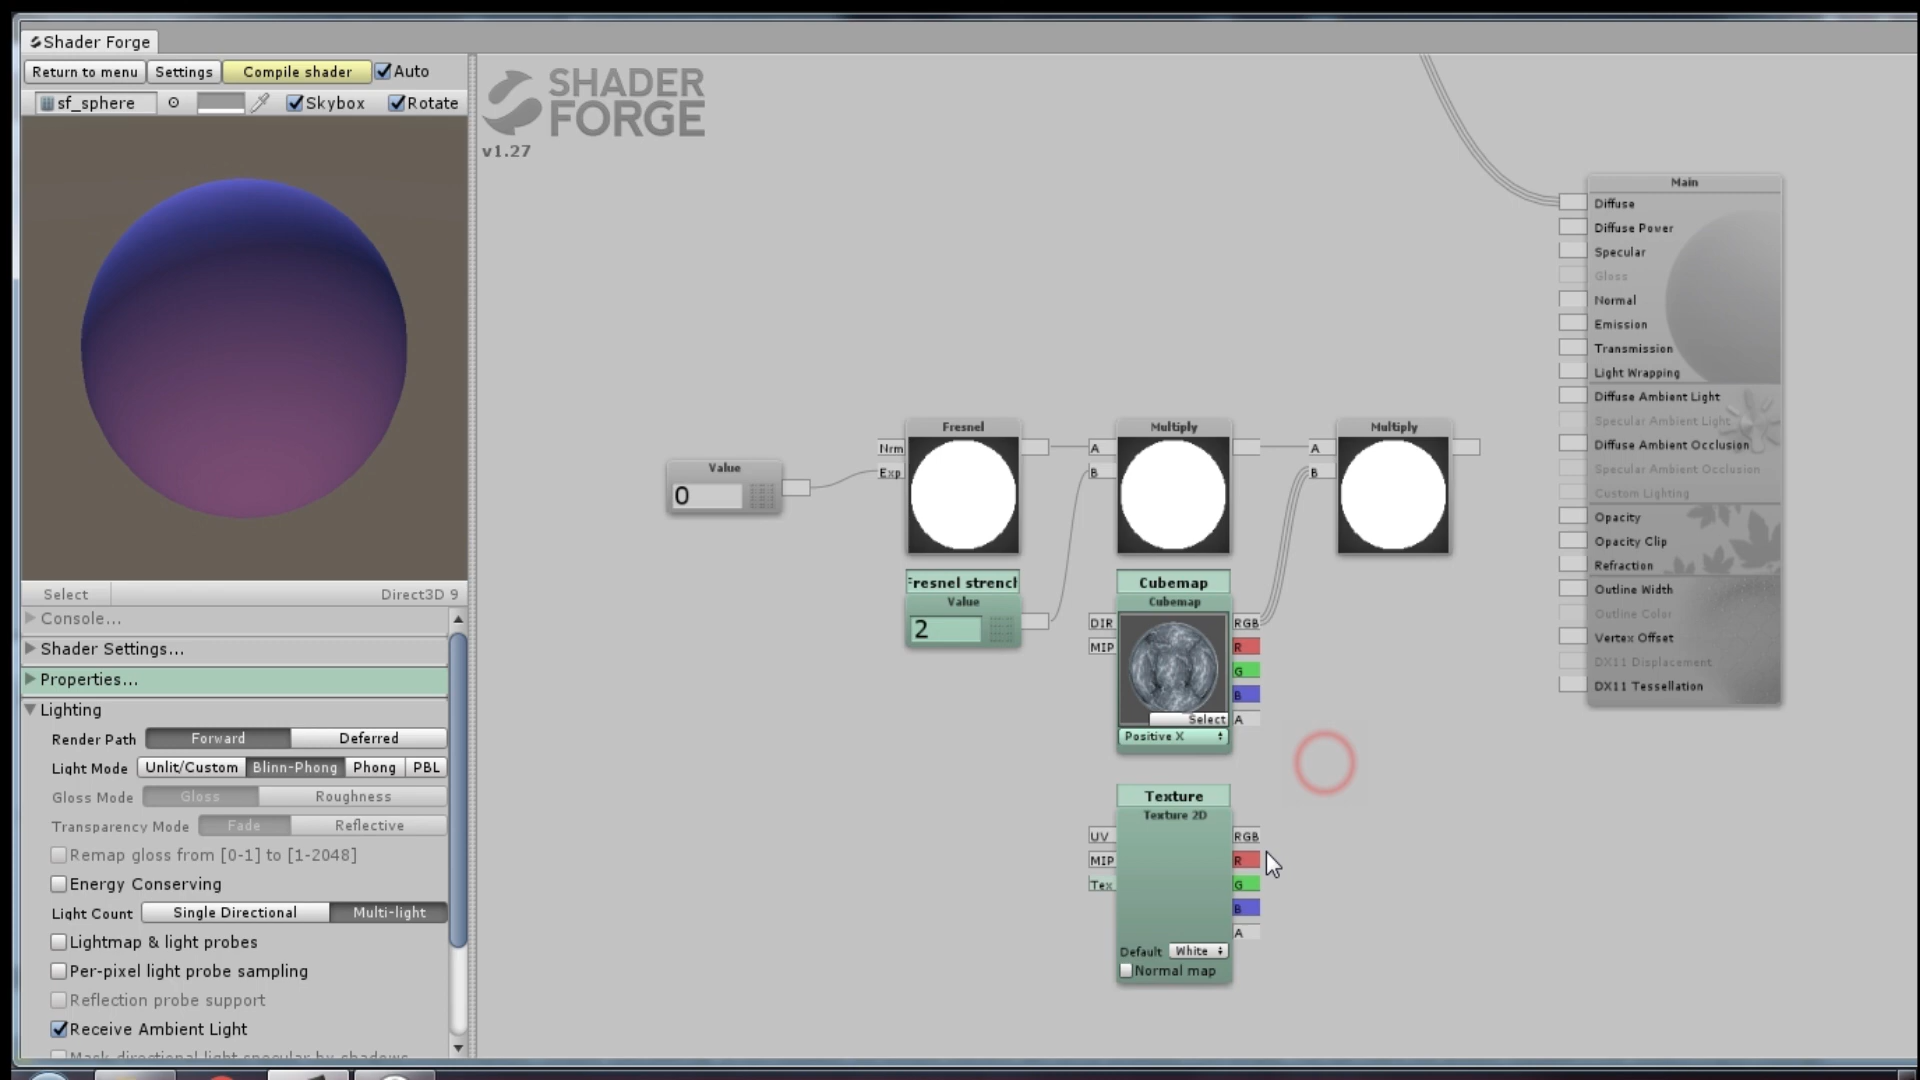 Shader Forge
Return to menu
Settings
Compile shader
Auto
sf_sphere
Skybox
Rotate
SHADER
FORGE
v1.27
Select
Direct3D 9
Console...
Shader Settings...
Properties...
Lighting
Render Path
Forward
Deferred
Light Mode
Unlit/Custom
Blinn-Phong
Phong
PBL
Gloss Mode
Gloss
Roughness
Transparency Mode
Fade
Reflective
Remap gloss from [0-1] to [1-2048]
Energy Conserving
Light Count
Single Directional
Multi-light
Lightmap & light probes
Per-pixel light probe sampling
Reflection probe support
Receive Ambient Light
Mask directional light specular by shadows
Value
0
Fresnel
Nrm
Exp
Fresnel strencl
Value
2
Multiply
A
B
Cubemap
Cubemap
DIR
MIP
RGB
R
G
B
A
Select
Positive X
Texture
Texture 2D
UV
MIP
Tex
RGB
R
G
B
A
Default
White
Normal map
Multiply
A
B
Main
Diffuse
Diffuse Power
Specular
Gloss
Normal
Emission
Transmission
Light Wrapping
Diffuse Ambient Light
Specular Ambient Light
Diffuse Ambient Occlusion
Specular Ambient Occlusion
Custom Lighting
Opacity
Opacity Clip
Refraction
Outline Width
Outline Color
Vertex Offset
DX11 Displacement
DX11 Tessellation